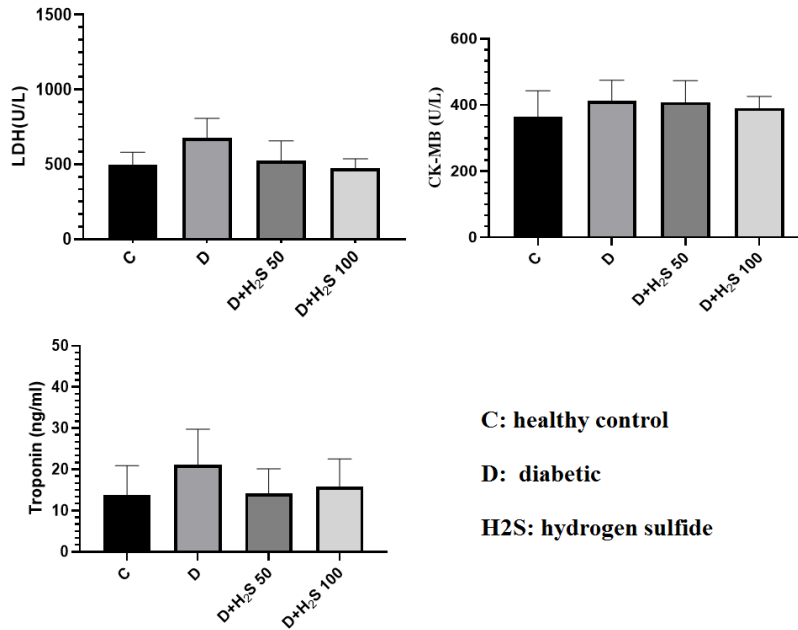 1500
1000
500
0
LDH(U/L)
C
D
D+H₂S 50
D+H₂S 100
600
400
200
0
CK-MB (U/L)
C
D
D+H₂S 50
D+H₂S 100
50
40
30
20
10
0
Troponin (ng/ml)
C
D
D+H₂S 50
D+H₂S 100
C: healthy control
D: diabetic
H2S: hydrogen sulfide